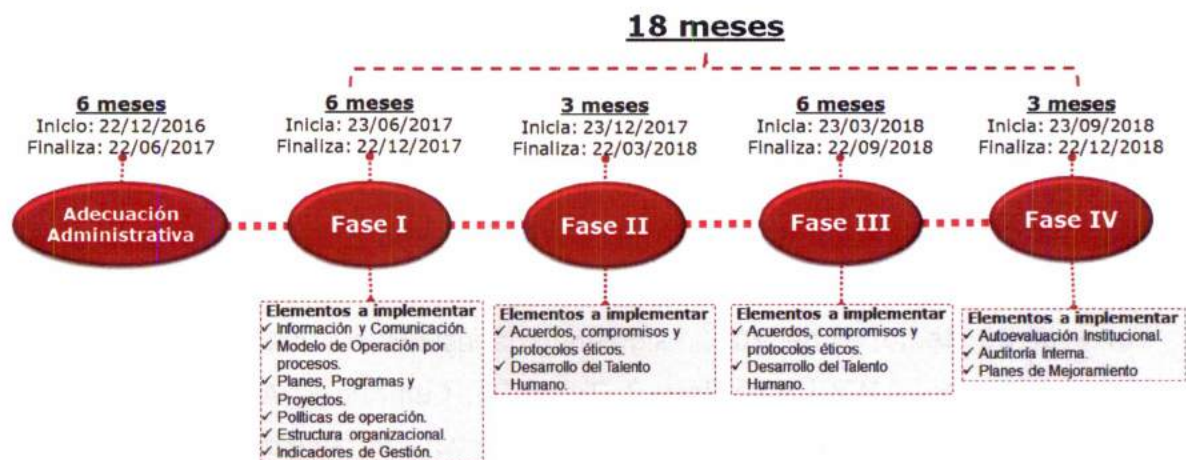 18 meses
6 meses
Inicio: 22/12/2016
Finaliza: 22/06/2017
6 meses
Inicia: 23/06/2017
Finaliza: 22/12/2017
3 meses
Inicia: 23/12/2017
Finaliza: 22/03/2018
6 meses
Inicia: 23/03/2018
Finaliza: 22/09/2018
3 meses
Inicia: 23/09/2018
Finaliza: 22/12/2018
Adecuación
Administrativa
Fase I
Fase II
Fase III
Fase IV
Elementos a implementar
✓ Información y Comunicación.
✓ Modelo de Operación por
procesos.
✓ Planes, Programas y
Proyectos.
✓ Políticas de operación.
✓ Estructura organizacional.
✓ Indicadores de Gestión.
Elementos a implementar
✓ Acuerdos, compromisos y
protocolos éticos.
✓ Desarrollo del Talento
Humano.
Elementos a implementar
✓ Acuerdos, compromisos y
protocolos éticos.
✓ Desarrollo del Talento
Humano.
Elementos a implementar
✓ Autoevaluación Institucional.
✓ Auditoría Interna.
✓ Planes de Mejoramiento